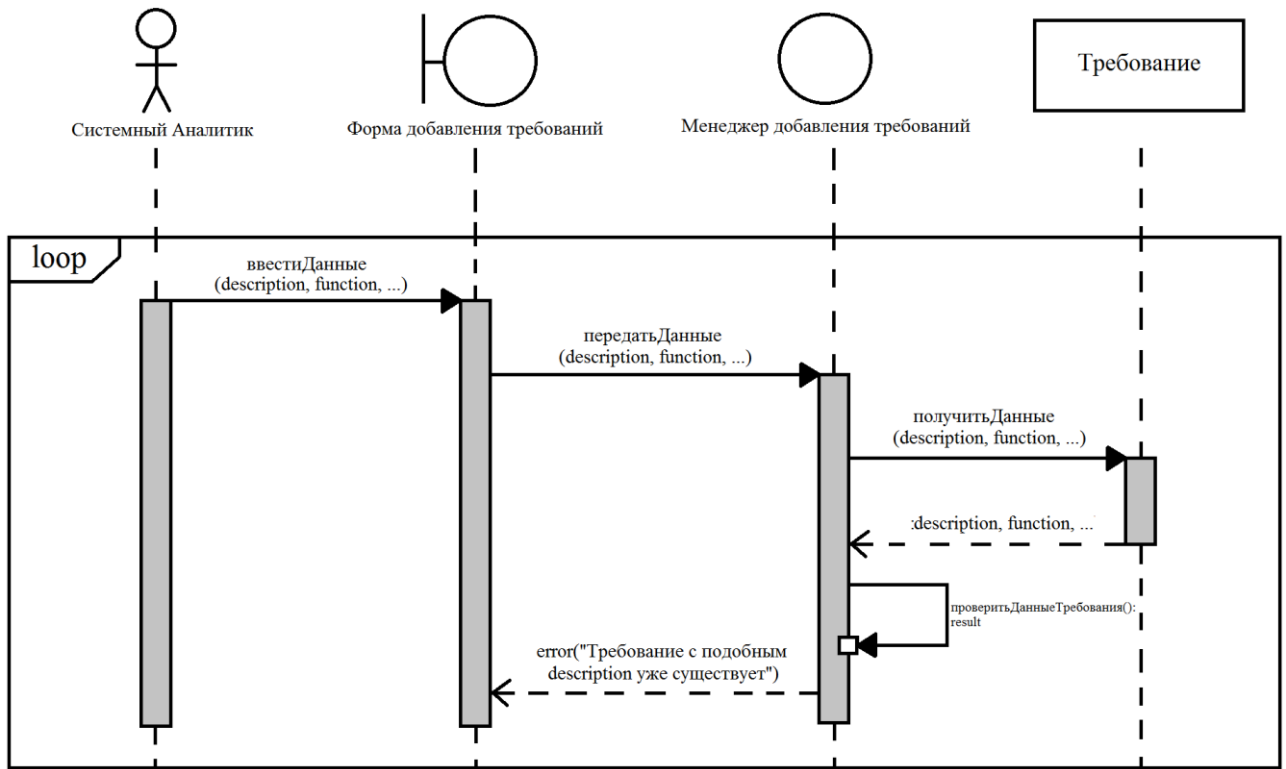 Системный Аналитик
Форма добавления требований
Менеджер добавления требований
Требование
loop
ввестиДанные
(description, function, ...)
передатьДанные
(description, function, ...)
получитьДанные
(description, function, ...)
:description, function, ...
проверитьДанныеТребования():
result
error("Требование с подобным
description уже существует")